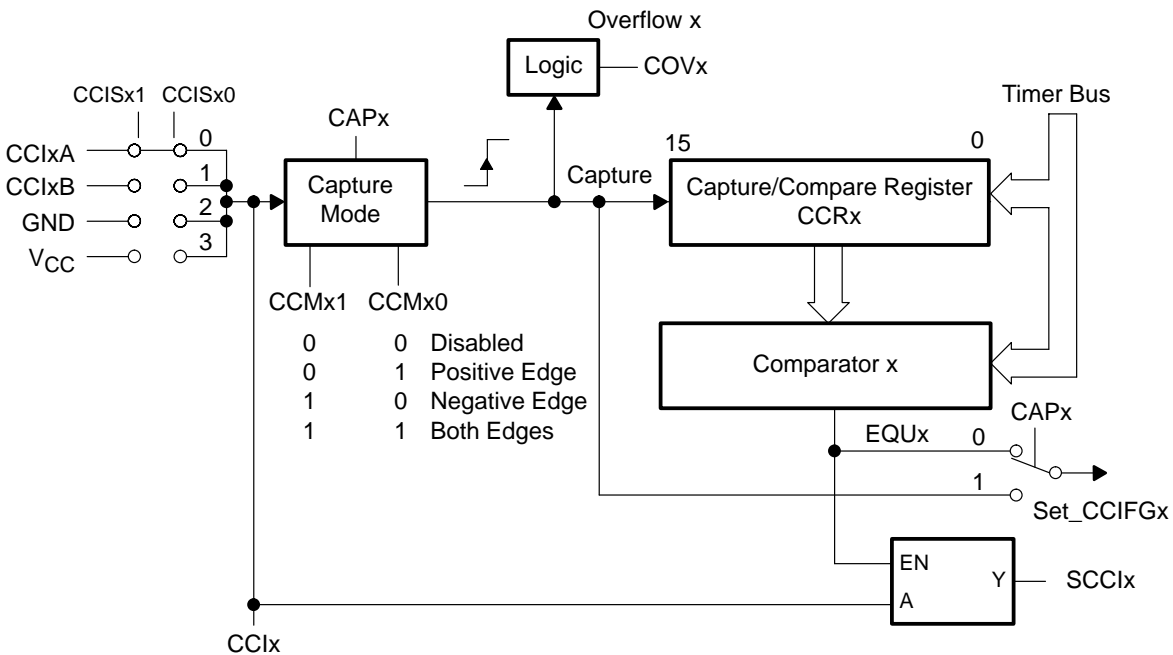 Overflow x
Logic
COVx
CCISx1 CCISx0
CAPx
Timer Bus
CCIxA
0
CCIxB
1
GND
2
VCC
3
Capture
Mode
Capture
15 0
Capture/Compare Register
CCRx
CCMx1 CCMx0
0 0 Disabled
0 1 Positive Edge
1 0 Negative Edge
1 1 Both Edges
Comparator x
CAPx
EQUx 0
1
Set_CCIFGx
EN
Y
A
SCCIx
CCIx